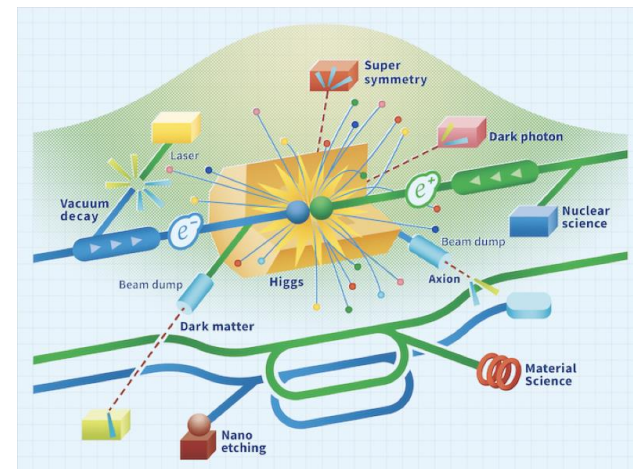 Super
symmetry
Dark photon
Laser
Vacuum
decay
e⁺
e⁻
Nuclear
science
Beam dump
Higgs
Axion
Beam dump
Dark matter
Material
Science
Nano
etching